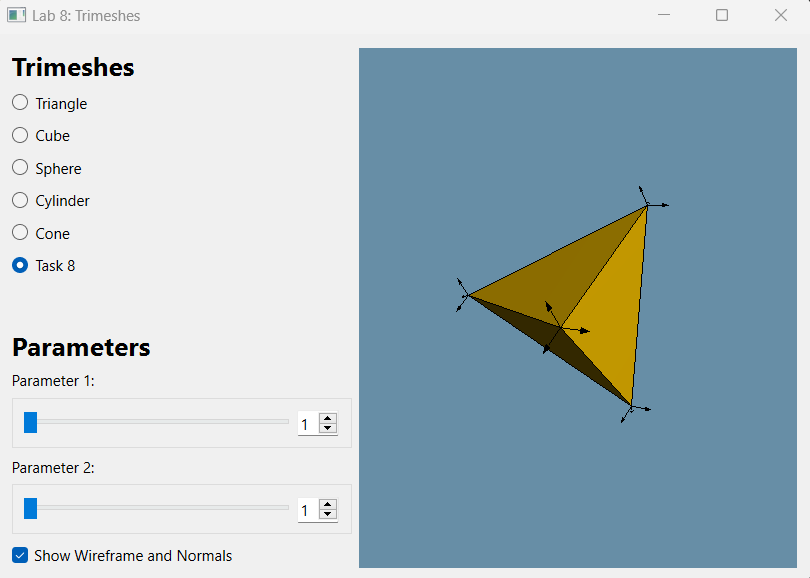 Lab 8: Trimeshes
Trimeshes
Triangle
Cube
Sphere
Cylinder
Cone
Task 8
Parameters
Parameter 1:
1
Parameter 2:
1
Show Wireframe and Normals